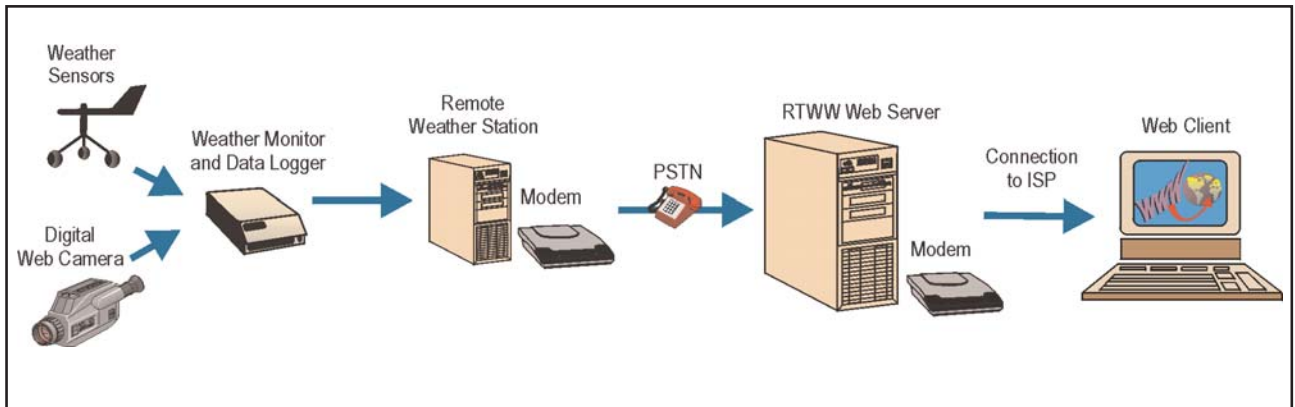 Weather
Sensors
Digital
Web Camera
Weather Monitor
and Data Logger
Remote
Weather Station
Modem
PSTN
RTWW Web Server
Modem
Connection
to ISP
Web Client
WWW